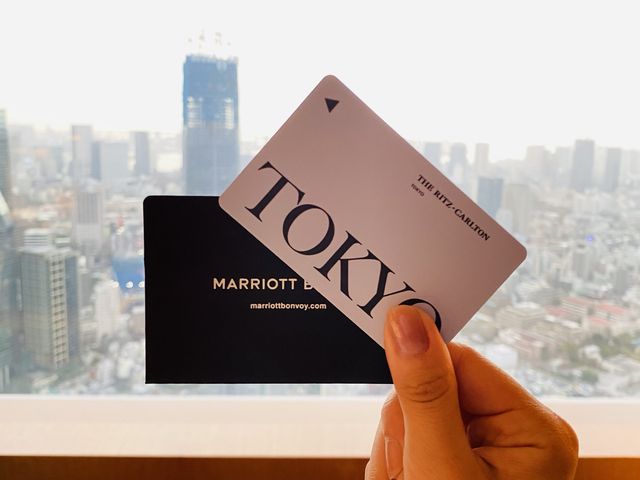 THE RITZ-CARLTON
TOKYO
TOKYO
MARRIOTT B
marriottbonvoy.com